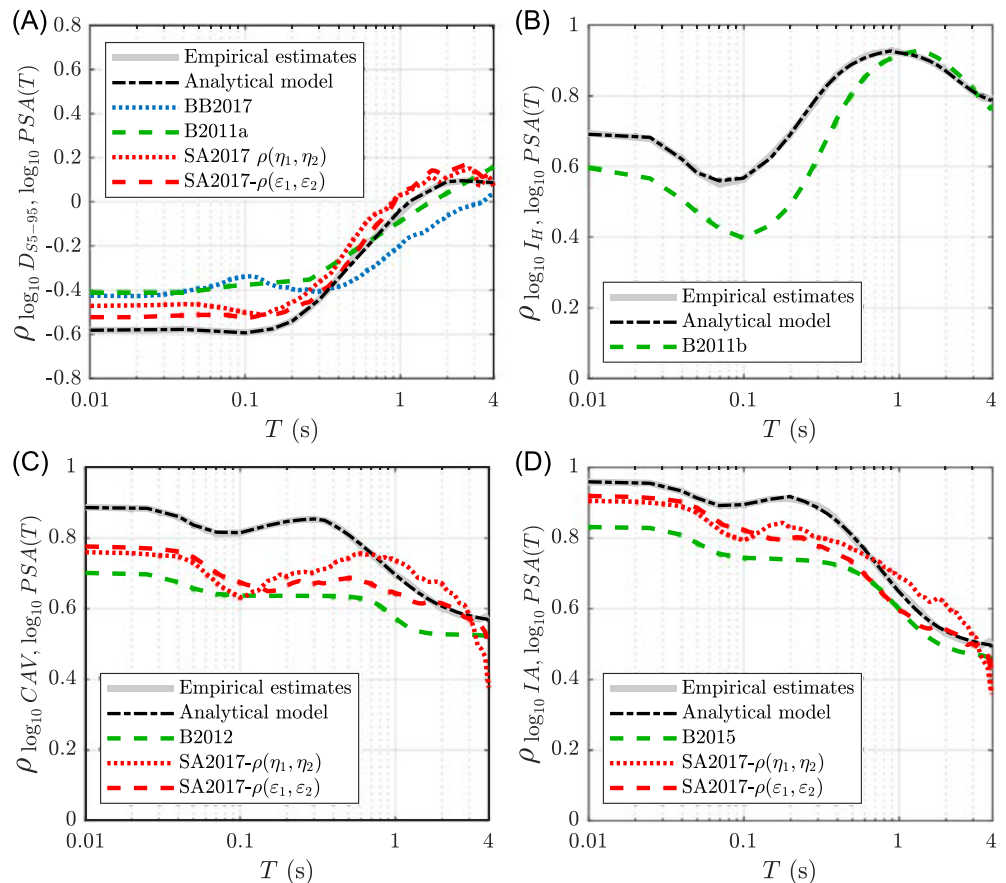 (A)
0.8
0.6
0.4
0.2
0
-0.2
-0.4
-0.6
-0.8
ρ log10 DS5−95, log10 PSA(T)
Empirical estimates
Analytical model
BB2017
B2011a
SA2017 ρ(η1, η2)
SA2017-ρ(ε1, ε2)
0.01
0.1
1
4
T (s)
(B)
1
0.8
0.6
0.4
0.2
0
ρ log10 IH, log10 PSA(T)
Empirical estimates
Analytical model
B2011b
0.01
0.1
1
4
T (s)
(C)
1
0.8
0.6
0.4
0.2
0
ρ log10 CAV, log10 PSA(T)
Empirical estimates
Analytical model
B2012
SA2017-ρ(η1, η2)
SA2017-ρ(ε1, ε2)
0.01
0.1
1
4
T (s)
(D)
1
0.8
0.6
0.4
0.2
0
ρ log10 IA, log10 PSA(T)
Empirical estimates
Analytical model
B2015
SA2017-ρ(η1, η2)
SA2017-ρ(ε1, ε2)
0.01
0.1
1
4
T (s)